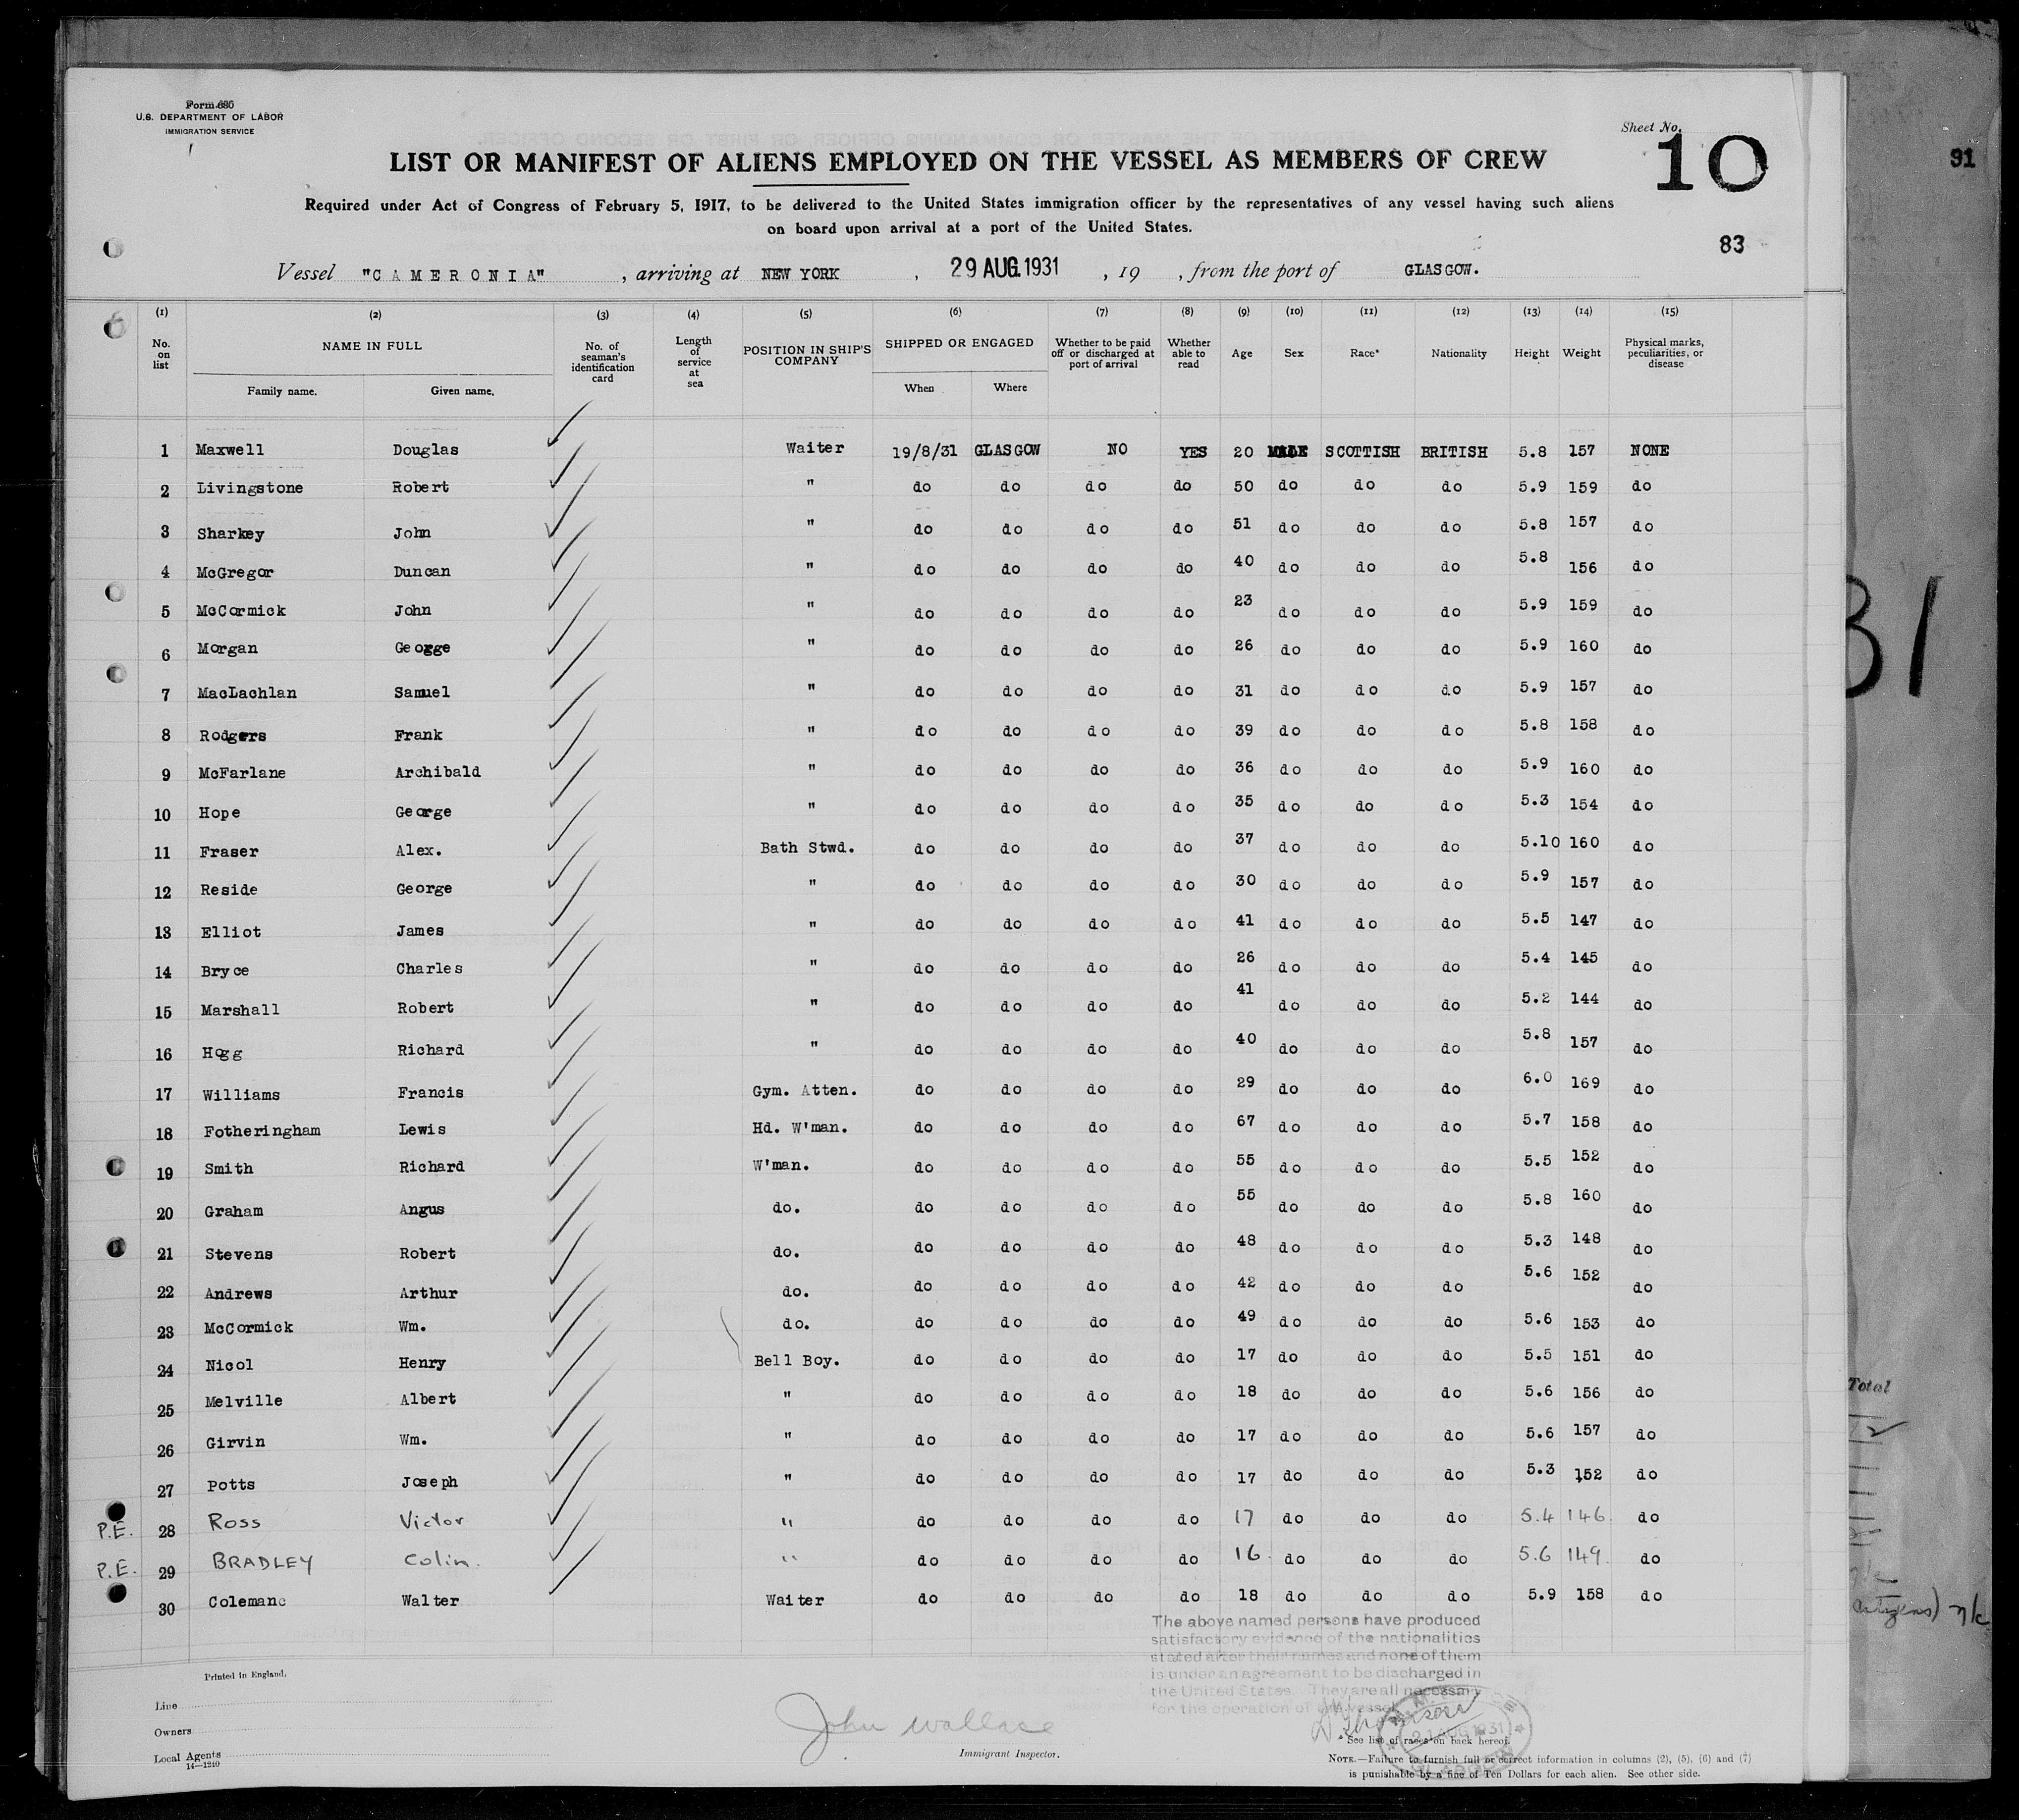 Form 680
U.S. DEPARTMENT OF LABOR
IMMIGRATION SERVICE
Sheet No. 10
91
LIST OR MANIFEST OF ALIENS EMPLOYED ON THE VESSEL AS MEMBERS OF CREW
Required under Act of Congress of February 5, 1917, to be delivered to the United States immigration officer by the representatives of any vessel having such aliens
on board upon arrival at a port of the United States.
83
Vessel "CAMERONIA", arriving at NEW YORK, 29 AUG.1931, 19 , from the port of GLASGOW.
(1) (2) (3) (4) (5) (6) (7) (8) (9) (10) (11) (12) (13) (14) (15)
No. on list NAME IN FULL Family name. Given name. No. of seaman's identification card Length of service at sea POSITION IN SHIP'S COMPANY SHIPPED OR ENGAGED When Where Whether to be paid off or discharged at port of arrival Whether able to read Age Sex Race* Nationality Height Weight Physical marks, peculiarities, or disease
1 Maxwell Douglas Waiter 19/8/31 GLASGOW NO YES 20 MALE SCOTTISH BRITISH 5.8 157 NONE
2 Livingstone Robert " do do do do 50 do do do 5.9 159 do
3 Sharkey John " do do do do 51 do do do 5.8 157 do
4 McGregor Duncan " do do do do 40 do do do 5.8 156 do
5 McCormick John " do do do do 23 do do do 5.9 159 do
6 Morgan George " do do do do 26 do do do 5.9 160 do
7 MacLachlan Samuel " do do do do 31 do do do 5.9 157 do
8 Rodgers Frank " do do do do 39 do do do 5.8 158 do
9 McFarlane Archibald " do do do do 36 do do do 5.9 160 do
10 Hope George " do do do do 35 do do do 5.3 154 do
11 Fraser Alex. Bath Stwd. do do do do 37 do do do 5.10 160 do
12 Reside George " do do do do 30 do do do 5.9 157 do
13 Elliot James " do do do do 41 do do do 5.5 147 do
14 Bryce Charles " do do do do 26 do do do 5.4 145 do
15 Marshall Robert " do do do do 41 do do do 5.2 144 do
16 Hogg Richard " do do do do 40 do do do 5.8 157 do
17 Williams Francis Gym. Atten. do do do do 29 do do do 6.0 169 do
18 Fotheringham Lewis Hd. W'man. do do do do 67 do do do 5.7 158 do
19 Smith Richard W'man. do do do do 55 do do do 5.5 152 do
20 Graham Angus do. do do do do 55 do do do 5.8 160 do
21 Stevens Robert do. do do do do 48 do do do 5.3 148 do
22 Andrews Arthur do. do do do do 42 do do do 5.6 152 do
23 McCormick Wm. do. do do do do 49 do do do 5.6 153 do
24 Nicol Henry Bell Boy. do do do do 17 do do do 5.5 151 do
25 Melville Albert " do do do do 18 do do do 5.6 156 do
26 Girvin Wm. " do do do do 17 do do do 5.6 157 do
27 Potts Joseph " do do do do 17 do do do 5.3 152 do
P.E. 28 Ross Victor " do do do do 17 do do do 5.4 146 do
P.E. 29 BRADLEY Colin. " do do do do 16 do do do 5.6 149 do
30 Colemane Walter Waiter do do do do 18 do do do 5.9 158 do
31
Total
The above named persons have produced
satisfactory evidence of the nationalities
stated after their names and none of them
is under an agreement to be discharged in
the United States. They are all necessary
for the operation of the vessel.
Printed in England.
Line
Owners
Local Agents
14—1240
John Wallace
Immigrant Inspector.
21 AUG 1931
* See list of races on back hereof.
NOTE.—Failure to furnish full or correct information in columns (2), (5), (6) and (7)
is punishable by a fine of Ten Dollars for each alien. See other side.